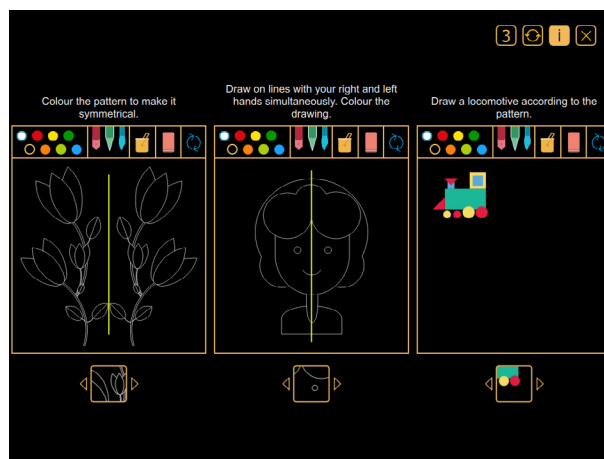 3 i
Colour the pattern to make it
symmetrical.
Draw on lines with your right and left
hands simultaneously. Colour the
drawing.
Draw a locomotive according to the
pattern.